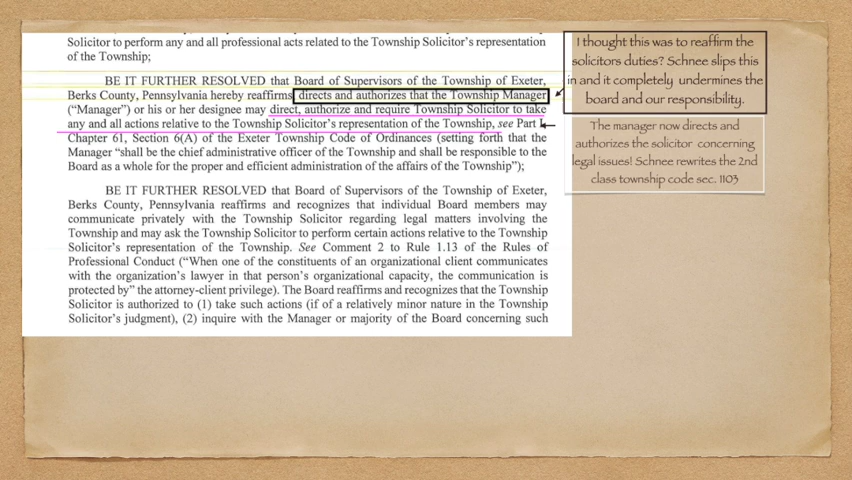 Solicitor to perform any and all professional acts related to the Township Solicitor's representation
of the Township;
BE IT FURTHER RESOLVED that Board of Supervisors of the Township of Exeter,
Berks County, Pennsylvania hereby reaffirms, directs and authorizes that the Township Manager
("Manager") or his or her designee may direct, authorize and require Township Solicitor to take
any and all actions relative to the Township Solicitor's representation of the Township, see Part I,
Chapter 61, Section 6(A) of the Exeter Township Code of Ordinances (setting forth that the
Manager "shall be the chief administrative officer of the Township and shall be responsible to the
Board as a whole for the proper and efficient administration of the affairs of the Township");
BE IT FURTHER RESOLVED that Board of Supervisors of the Township of Exeter,
Berks County, Pennsylvania reaffirms and recognizes that individual Board members may
communicate privately with the Township Solicitor regarding legal matters involving the
Township and may ask the Township Solicitor to perform certain actions relative to the Township
Solicitor's representation of the Township. See Comment 2 to Rule 1.13 of the Rules of
Professional Conduct ("When one of the constituents of an organizational client communicates
with the organization's lawyer in that person's organizational capacity, the communication is
protected by" the attorney-client privilege). The Board reaffirms and recognizes that the Township
Solicitor is authorized to (1) take such actions (if of a relatively minor nature in the Township
Solicitor's judgment), (2) inquire with the Manager or majority of the Board concerning such
I thought this was to reaffirm the
solicitors duties? Schnee slips this
in and it completely undermines the
board and our responsibility.
The manager now directs and
authorizes the solicitor concerning
legal issues! Schnee rewrites the 2nd
class township code sec. 1103